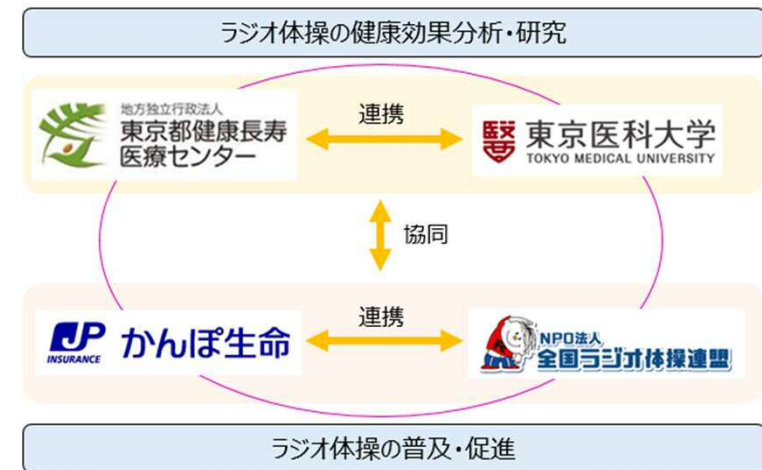 ラジオ体操の健康効果分析・研究
地方独立行政法人
東京都健康長寿
医療センター
連携
醫 東京医科大学
TOKYO MEDICAL UNIVERSITY
協同
JP
INSURANCE
かんぽ生命
連携
NPO法人
全国ラジオ体操連盟
ラジオ体操の普及・促進